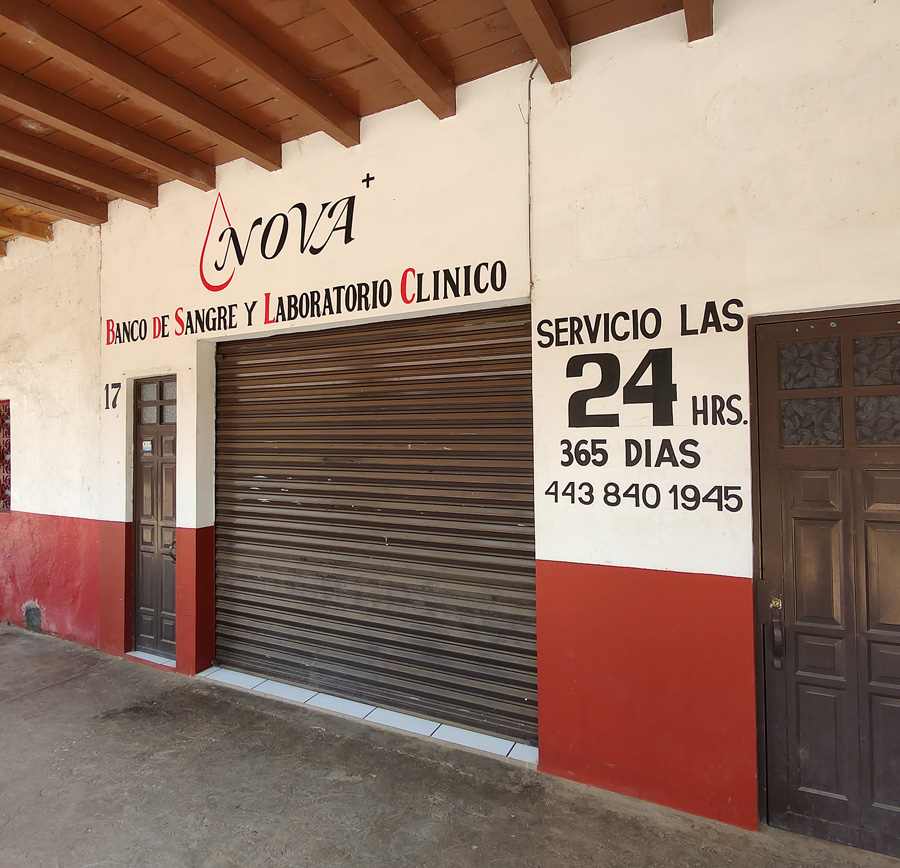 NOVA+
BANCO DE SANGRE Y LABORATORIO CLINICO
17
SERVICIO LAS
24 HRS.
365 DIAS
443 840 1945